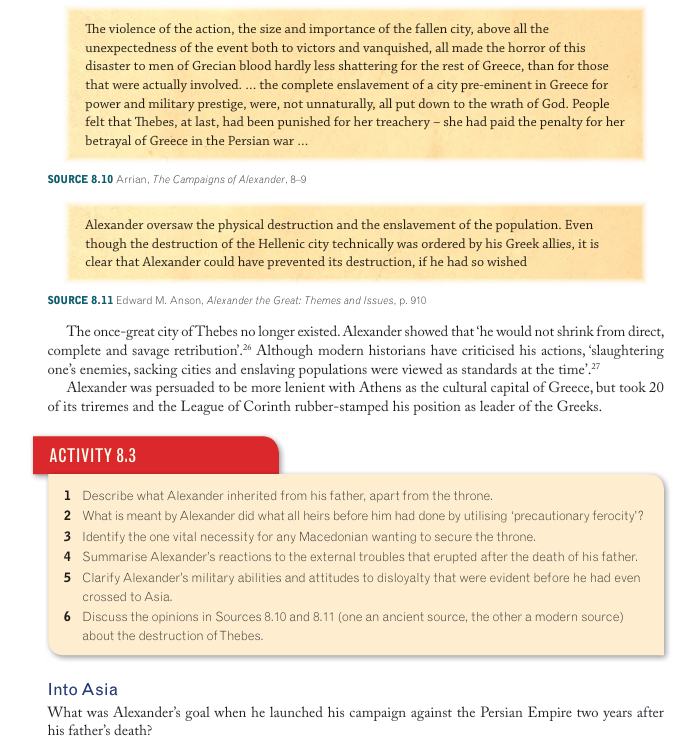 The violence of the action, the size and importance of the fallen city, above all the
unexpectedness of the event both to victors and vanquished, all made the horror of this
disaster to men of Grecian blood hardly less shattering for the rest of Greece, than for those
that were actually involved. … the complete enslavement of a city pre-eminent in Greece for
power and military prestige, were, not unnaturally, all put down to the wrath of God. People
felt that Thebes, at last, had been punished for her treachery – she had paid the penalty for her
betrayal of Greece in the Persian war …
SOURCE 8.10 Arrian, The Campaigns of Alexander, 8–9
Alexander oversaw the physical destruction and the enslavement of the population. Even
though the destruction of the Hellenic city technically was ordered by his Greek allies, it is
clear that Alexander could have prevented its destruction, if he had so wished
SOURCE 8.11 Edward M. Anson, Alexander the Great: Themes and Issues, p. 910
The once-great city of Thebes no longer existed. Alexander showed that ‘he would not shrink from direct,
complete and savage retribution’.26 Although modern historians have criticised his actions, ‘slaughtering
one’s enemies, sacking cities and enslaving populations were viewed as standards at the time’.27
Alexander was persuaded to be more lenient with Athens as the cultural capital of Greece, but took 20
of its triremes and the League of Corinth rubber-stamped his position as leader of the Greeks.
ACTIVITY 8.3
1 Describe what Alexander inherited from his father, apart from the throne.
2 What is meant by Alexander did what all heirs before him had done by utilising ‘precautionary ferocity’?
3 Identify the one vital necessity for any Macedonian wanting to secure the throne.
4 Summarise Alexander’s reactions to the external troubles that erupted after the death of his father.
5 Clarify Alexander’s military abilities and attitudes to disloyalty that were evident before he had even
crossed to Asia.
6 Discuss the opinions in Sources 8.10 and 8.11 (one an ancient source, the other a modern source)
about the destruction of Thebes.
Into Asia
What was Alexander’s goal when he launched his campaign against the Persian Empire two years after
his father’s death?